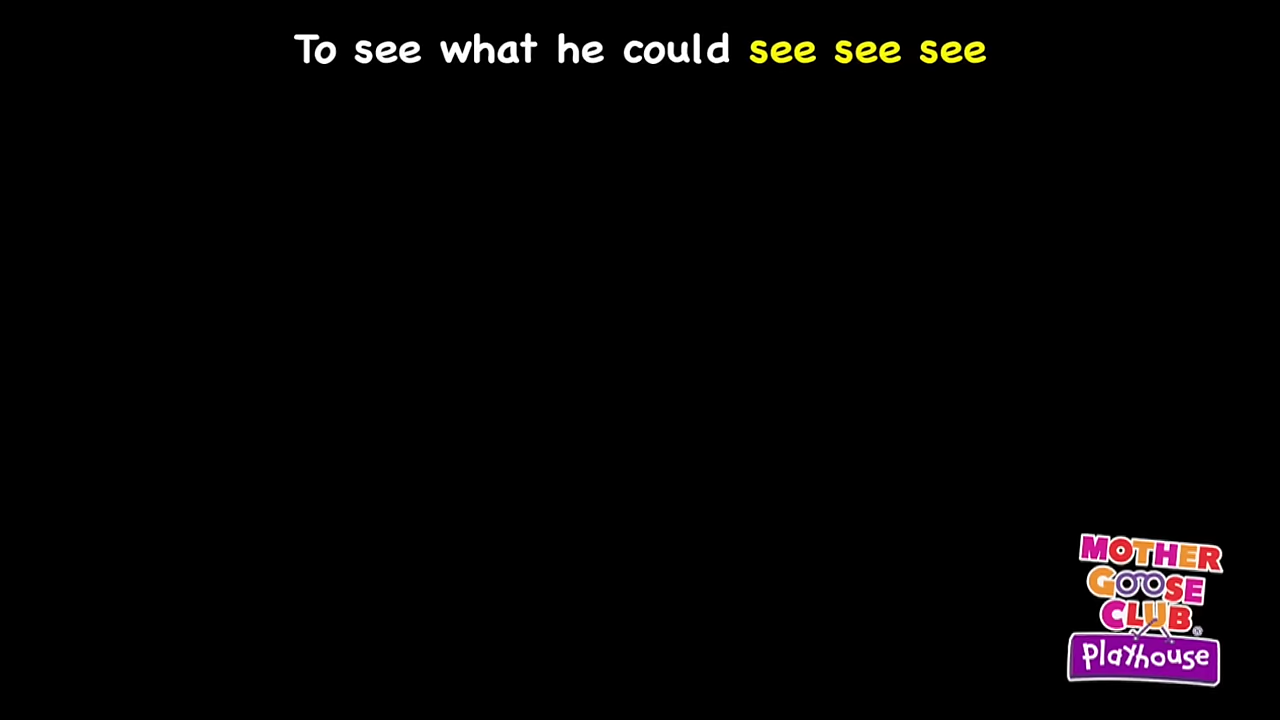 To see what he could see see see
MOTHER
GOOSE
CLUB®
Playhouse